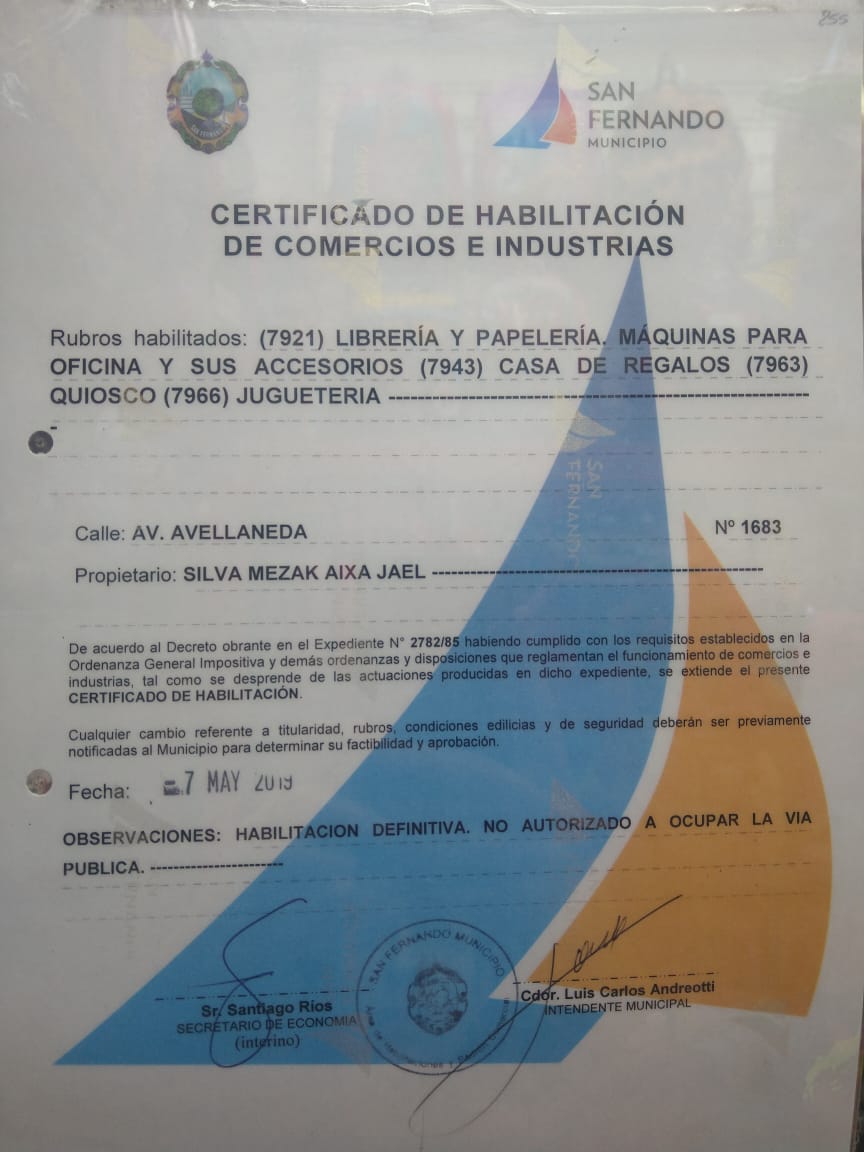 255
SAN FERNANDO
SAN
FERNANDO
MUNICIPIO
CERTIFICADO DE HABILITACIÓN
DE COMERCIOS E INDUSTRIAS
Rubros habilitados: (7921) LIBRERÍA Y PAPELERÍA. MÁQUINAS PARA
OFICINA Y SUS ACCESORIOS (7943) CASA DE REGALOS (7963)
QUIOSCO (7966) JUGUETERIA ---
-
SAN
FERNANDO
Calle: AV. AVELLANEDA Nº 1683
Propietario: SILVA MEZAK AIXA JAEL ---
De acuerdo al Decreto obrante en el Expediente N° 2782/85 habiendo cumplido con los requisitos establecidos en la
Ordenanza General Impositiva y demás ordenanzas y disposiciones que reglamentan el funcionamiento de comercios e
industrias, tal como se desprende de las actuaciones producidas en dicho expediente, se extiende el presente
CERTIFICADO DE HABILITACIÓN.
Cualquier cambio referente a titularidad, rubros, condiciones edilicias y de seguridad deberán ser previamente
notificadas al Municipio para determinar su factibilidad y aprobación.
Fecha: 7 MAY 2019
OBSERVACIONES: HABILITACION DEFINITIVA. NO AUTORIZADO A OCUPAR LA VIA
PUBLICA. ---
SAN FERNANDO MUNICIPIO
Sr. Santiago Rios
SECRETARIO DE ECONOMIA
(interino)
Cdor. Luis Carlos Andreotti
INTENDENTE MUNICIPAL